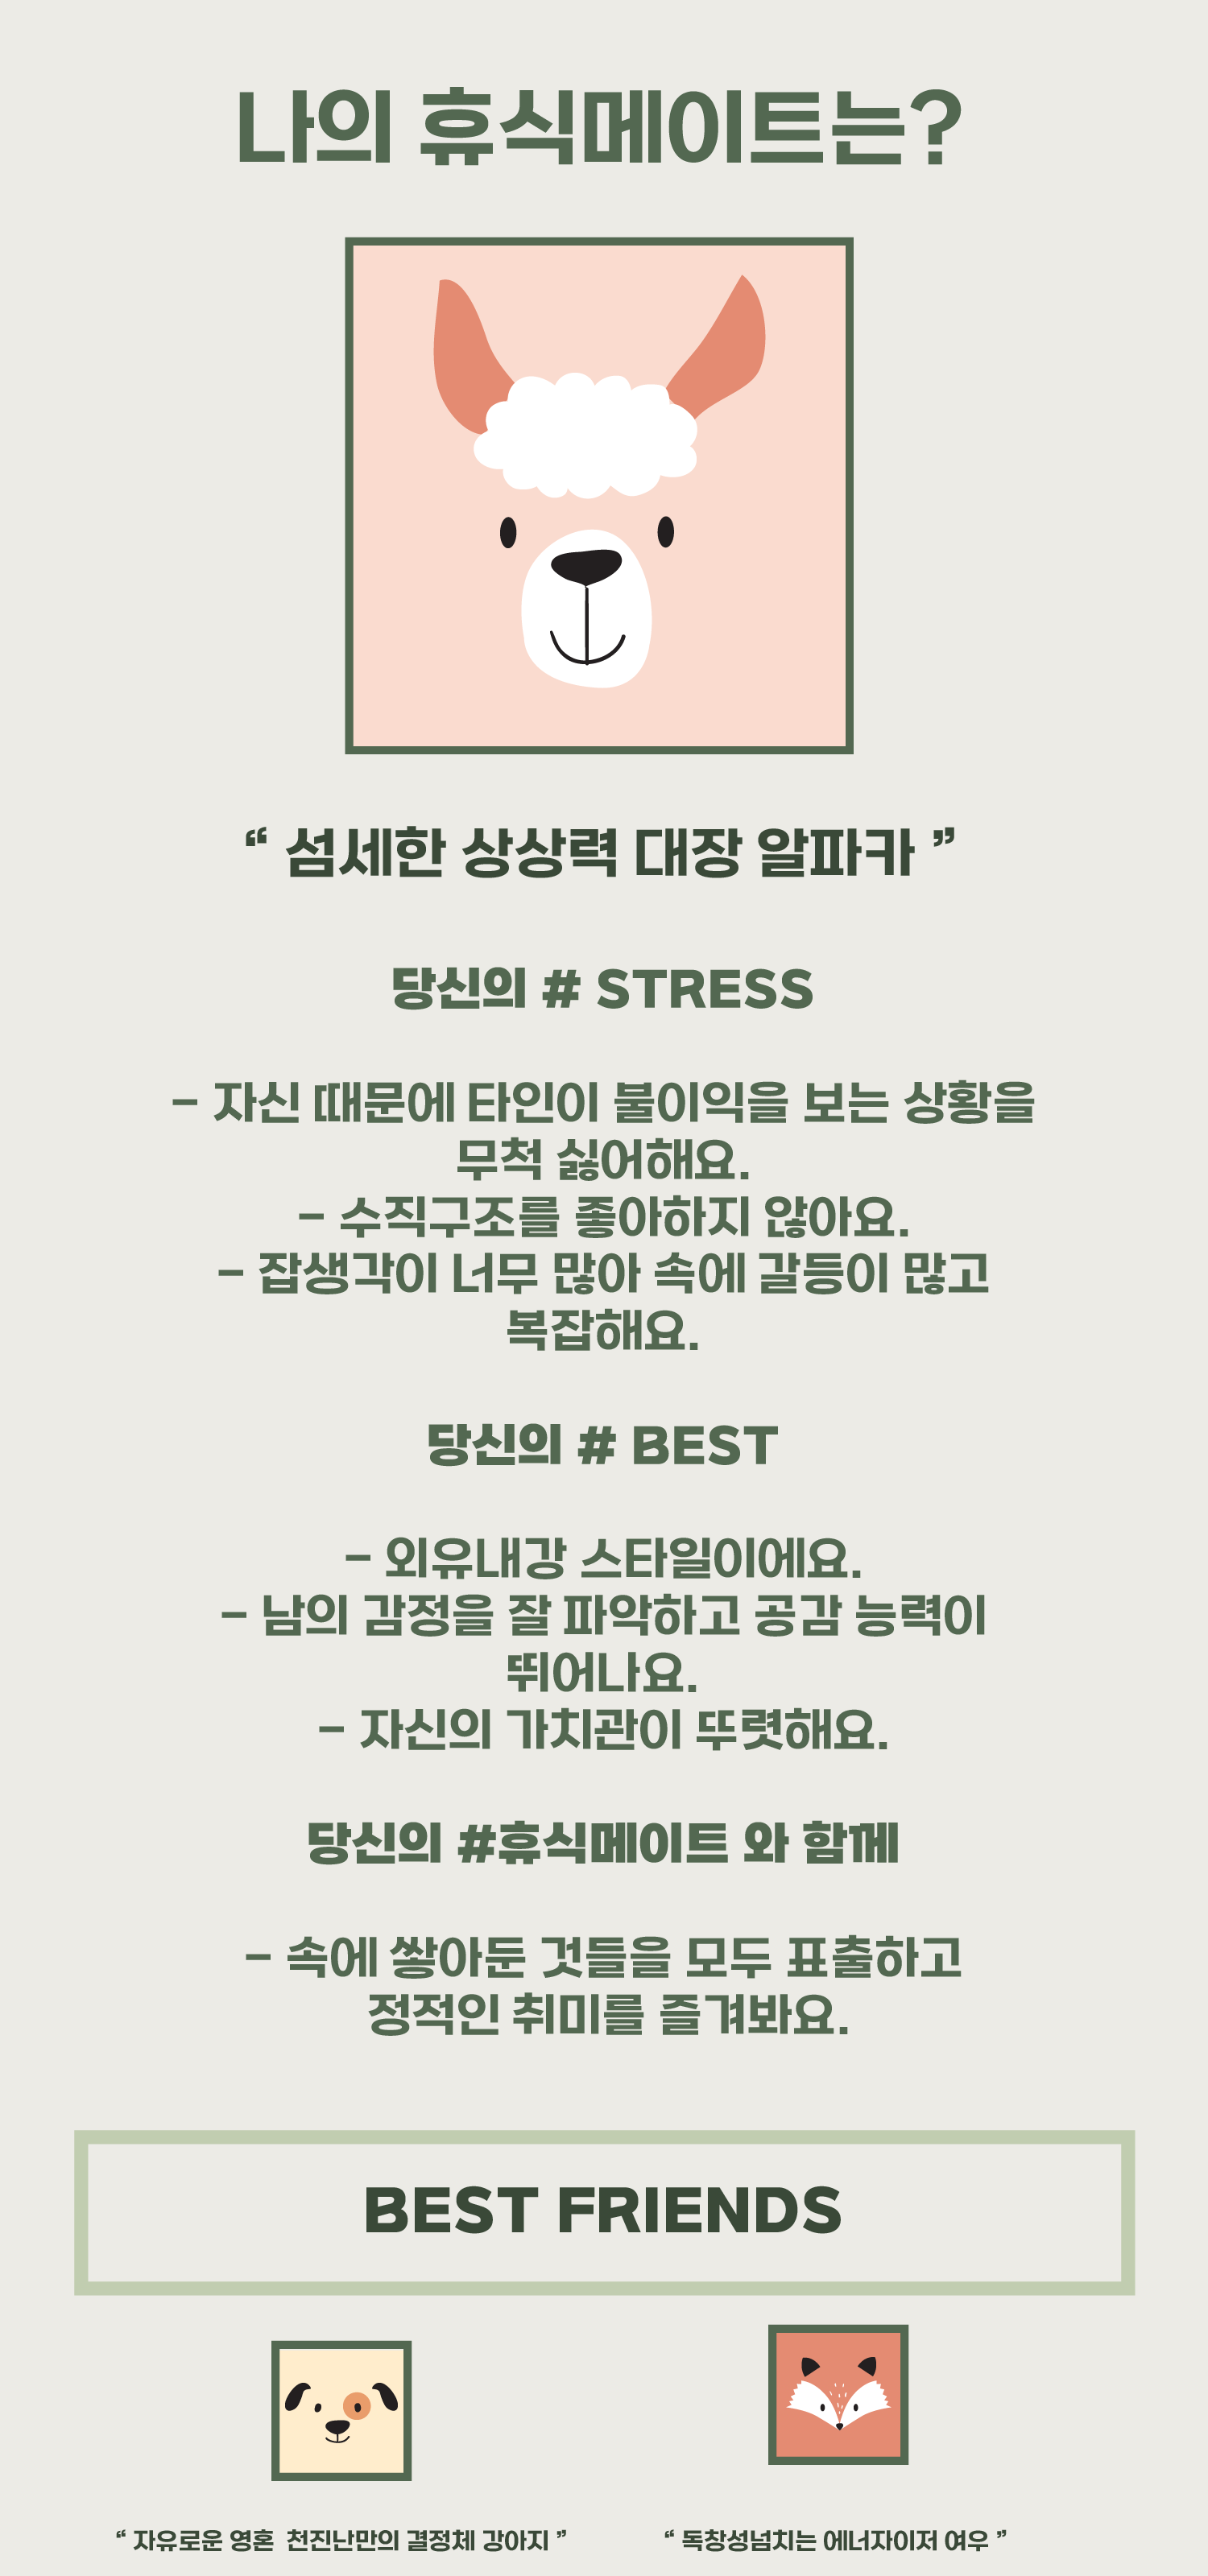 나의 휴식메이트는?
“ 섬세한 상상력 대장 알파카 ”
당신의 # STRESS
- 자신 때문에 타인이 불이익을 보는 상황을
무척 싫어해요.
- 수직구조를 좋아하지 않아요.
- 잡생각이 너무 많아 속에 갈등이 많고
복잡해요.
당신의 # BEST
- 외유내강 스타일이에요.
- 남의 감정을 잘 파악하고 공감 능력이
뛰어나요.
- 자신의 가치관이 뚜렷해요.
당신의 #휴식메이트 와 함께
- 속에 쌓아둔 것들을 모두 표출하고
정적인 취미를 즐겨봐요.
BEST FRIENDS
“ 자유로운 영혼 천진난만의 결정체 강아지 ”
“ 독창성넘치는 에너자이저 여우 ”